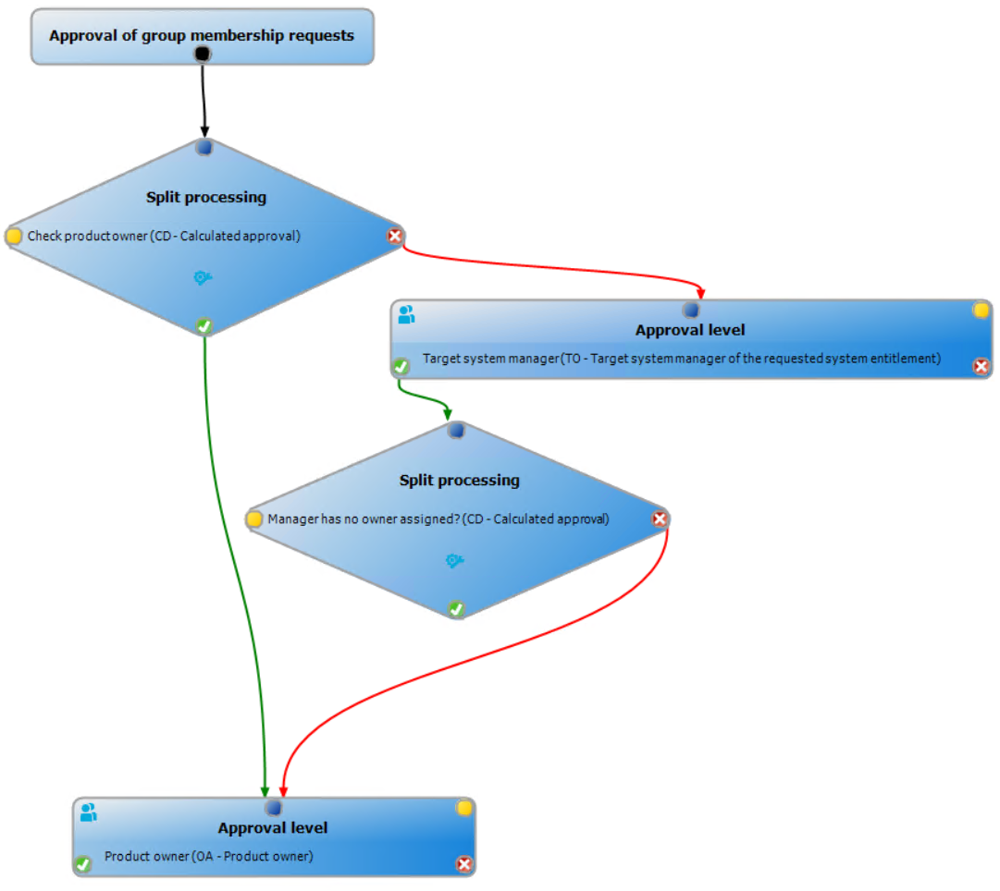 Approval of group membership requests
Split processing
Check product owner (CD - Calculated approval)
Approval level
Target system manager (TO - Target system manager of the requested system entitlement)
Split processing
Manager has no owner assigned? (CD - Calculated approval)
Approval level
Product owner (OA - Product owner)